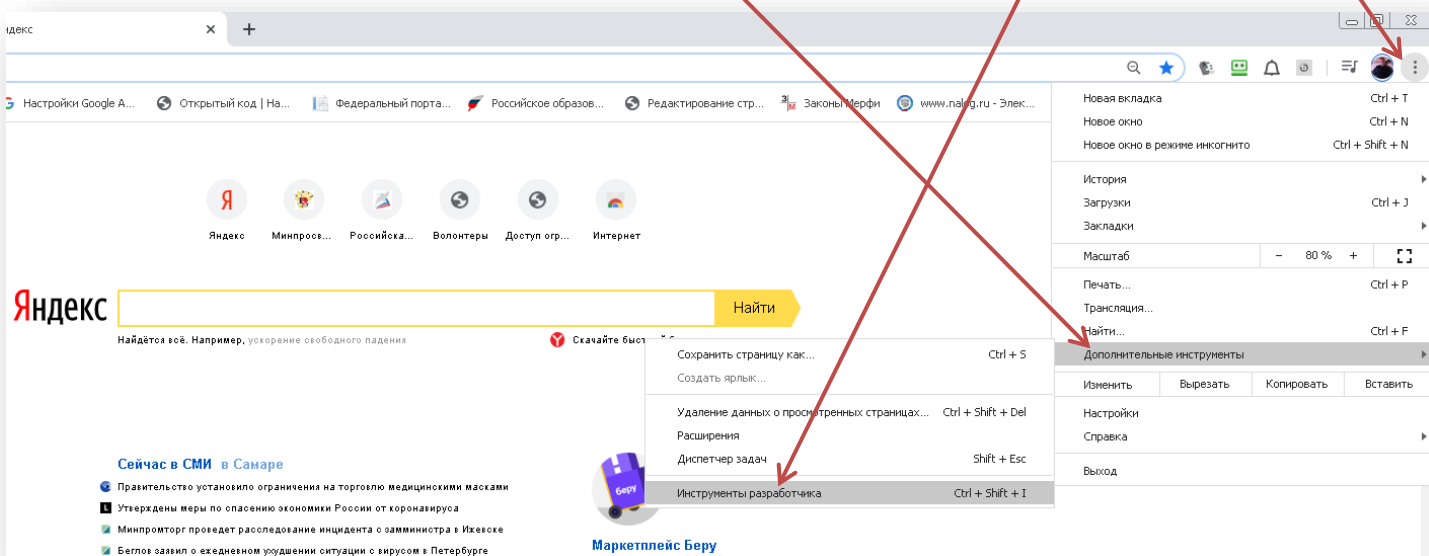 ндекс
Настройки Google А...
Открытый код | На...
Федеральный порта...
Российское образов...
Редактирование стр...
Законы Мерфи
www.nalog.ru - Элек...
Новая вкладка Ctrl + T
Новое окно Ctrl + N
Новое окно в режиме инкогнито Ctrl + Shift + N
История
Загрузки Ctrl + J
Закладки
Масштаб - 80 % +
Печать... Ctrl + P
Трансляция...
Найти... Ctrl + F
Дополнительные инструменты
Изменить Вырезать Копировать Вставить
Настройки
Справка
Выход
Я
Яндекс
Минпросв...
Российска...
Волонтеры
Доступ огр...
Интернет
Яндекс
Найти
Найдётся всё. Например, ускорение свободного падения
Скачайте быст
Сохранить страницу как... Ctrl + S
Создать ярлык...
Удаление данных о просмотренных страницах... Ctrl + Shift + Del
Расширения
Диспетчер задач Shift + Esc
Инструменты разработчика Ctrl + Shift + I
Сейчас в СМИ в Самаре
Правительство установило ограничения на торговлю медицинскими масками
Утверждены меры по спасению экономики России от коронавируса
Минпромторг проведет расследование инцидента с замминистра в Ижевске
Беглов заявил о ежедневном ухудшении ситуации с вирусом в Петербурге
беру
Маркетплейс Беру